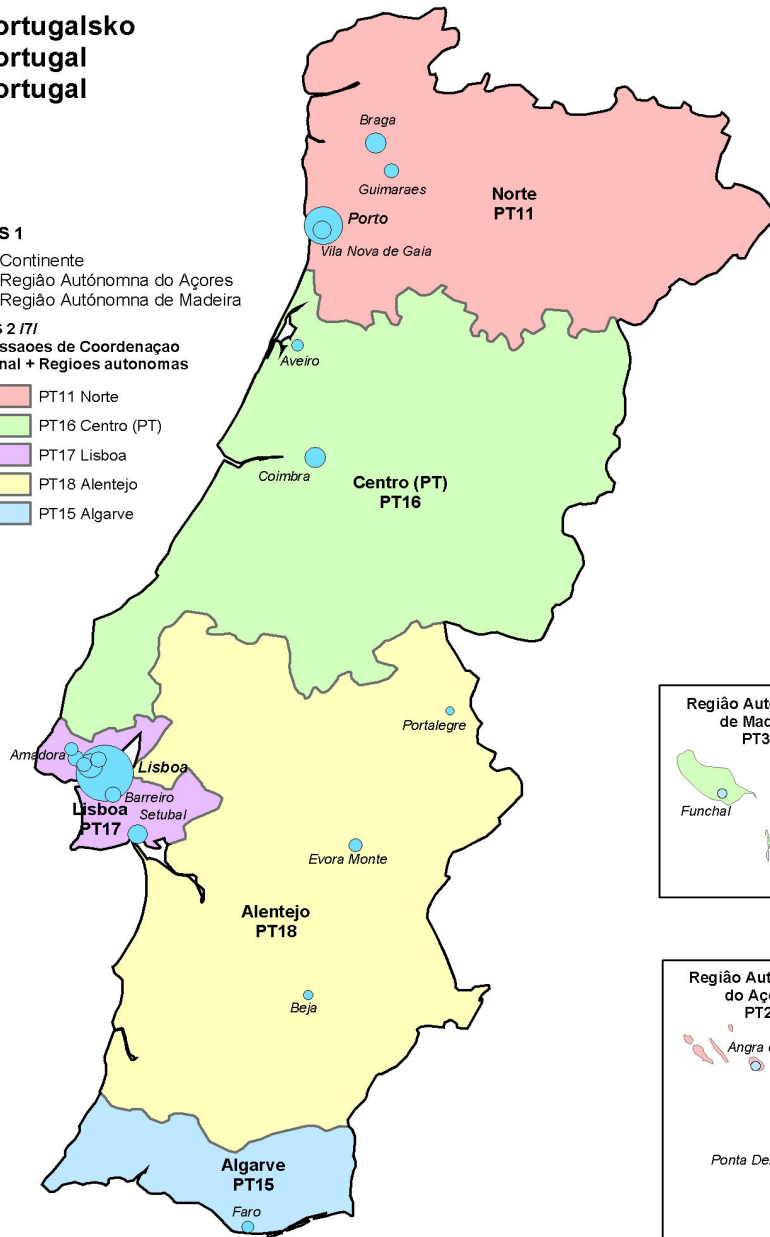 ortugalsko
ortugal
ortugal
S 1
Continente
Região Autónomna do Açores
Região Autónomna de Madeira
S 2 /7/
ssaoes de Coordenaçao
nal + Regioes autonomas
PT11 Norte
PT16 Centro (PT)
PT17 Lisboa
PT18 Alentejo
PT15 Algarve
Braga
Guimaraes
Norte
PT11
Porto
Vila Nova de Gaia
Aveiro
Coimbra
Centro (PT)
PT16
Portalegre
Amadora
Lisboa
Barreiro
Lisboa
PT17
Setubal
Evora Monte
Alentejo
PT18
Beja
Algarve
PT15
Faro
Região Aut
de Mad
PT3
Funchal
Região Aut
do Aço
PT2
Angra
Ponta De